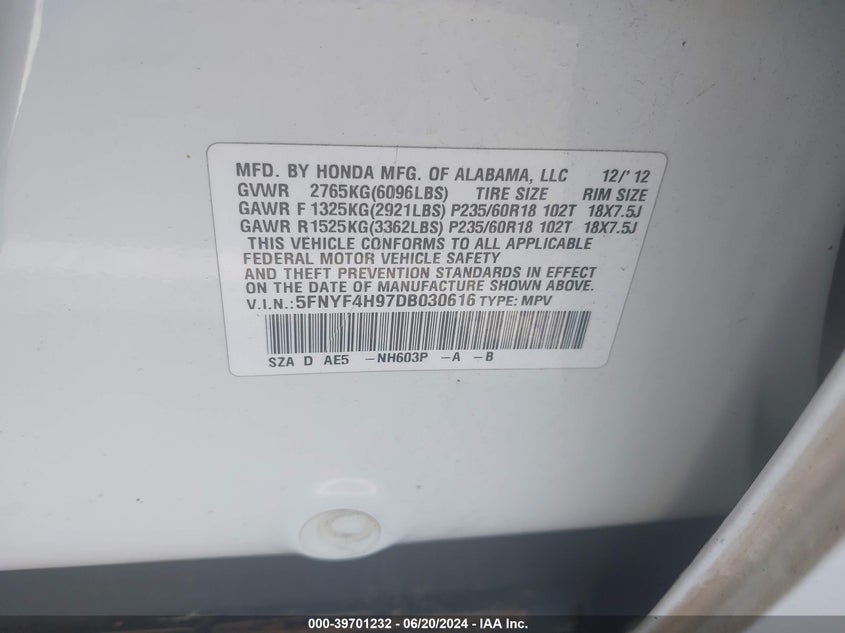 MFD. BY HONDA MFG. OF ALABAMA, LLC 12/' 12
GVWR 2765KG(6096LBS) TIRE SIZE RIM SIZE
GAWR F 1325KG(2921LBS) P235/60R18 102T 18X7.5J
GAWR R1525KG(3362LBS) P235/60R18 102T 18X7.5J
THIS VEHICLE CONFORMS TO ALL APPLICABLE
FEDERAL MOTOR VEHICLE SAFETY
AND THEFT PREVENTION STANDARDS IN EFFECT
ON THE DATE OF MANUFACTURE SHOWN ABOVE.
V.I.N.:5FNYF4H97DB030616 TYPE: MPV
SZA D AE5 -NH603P -A -B
000-39701232 - 06/20/2024 - IAA Inc.